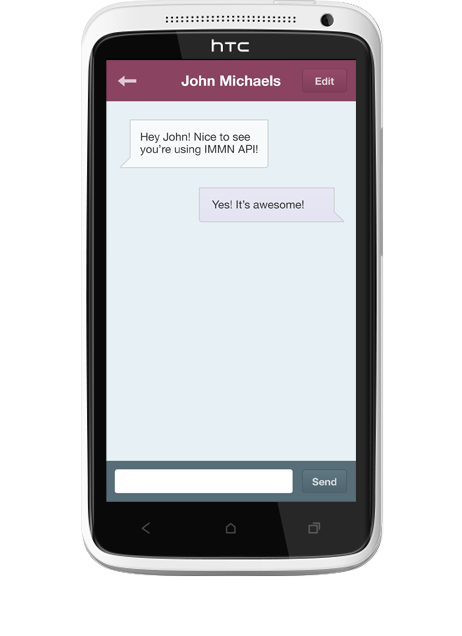 hTC
John Michaels
Edit
Hey John! Nice to see
you're using IMMN API!
Yes! It's awesome!
Send